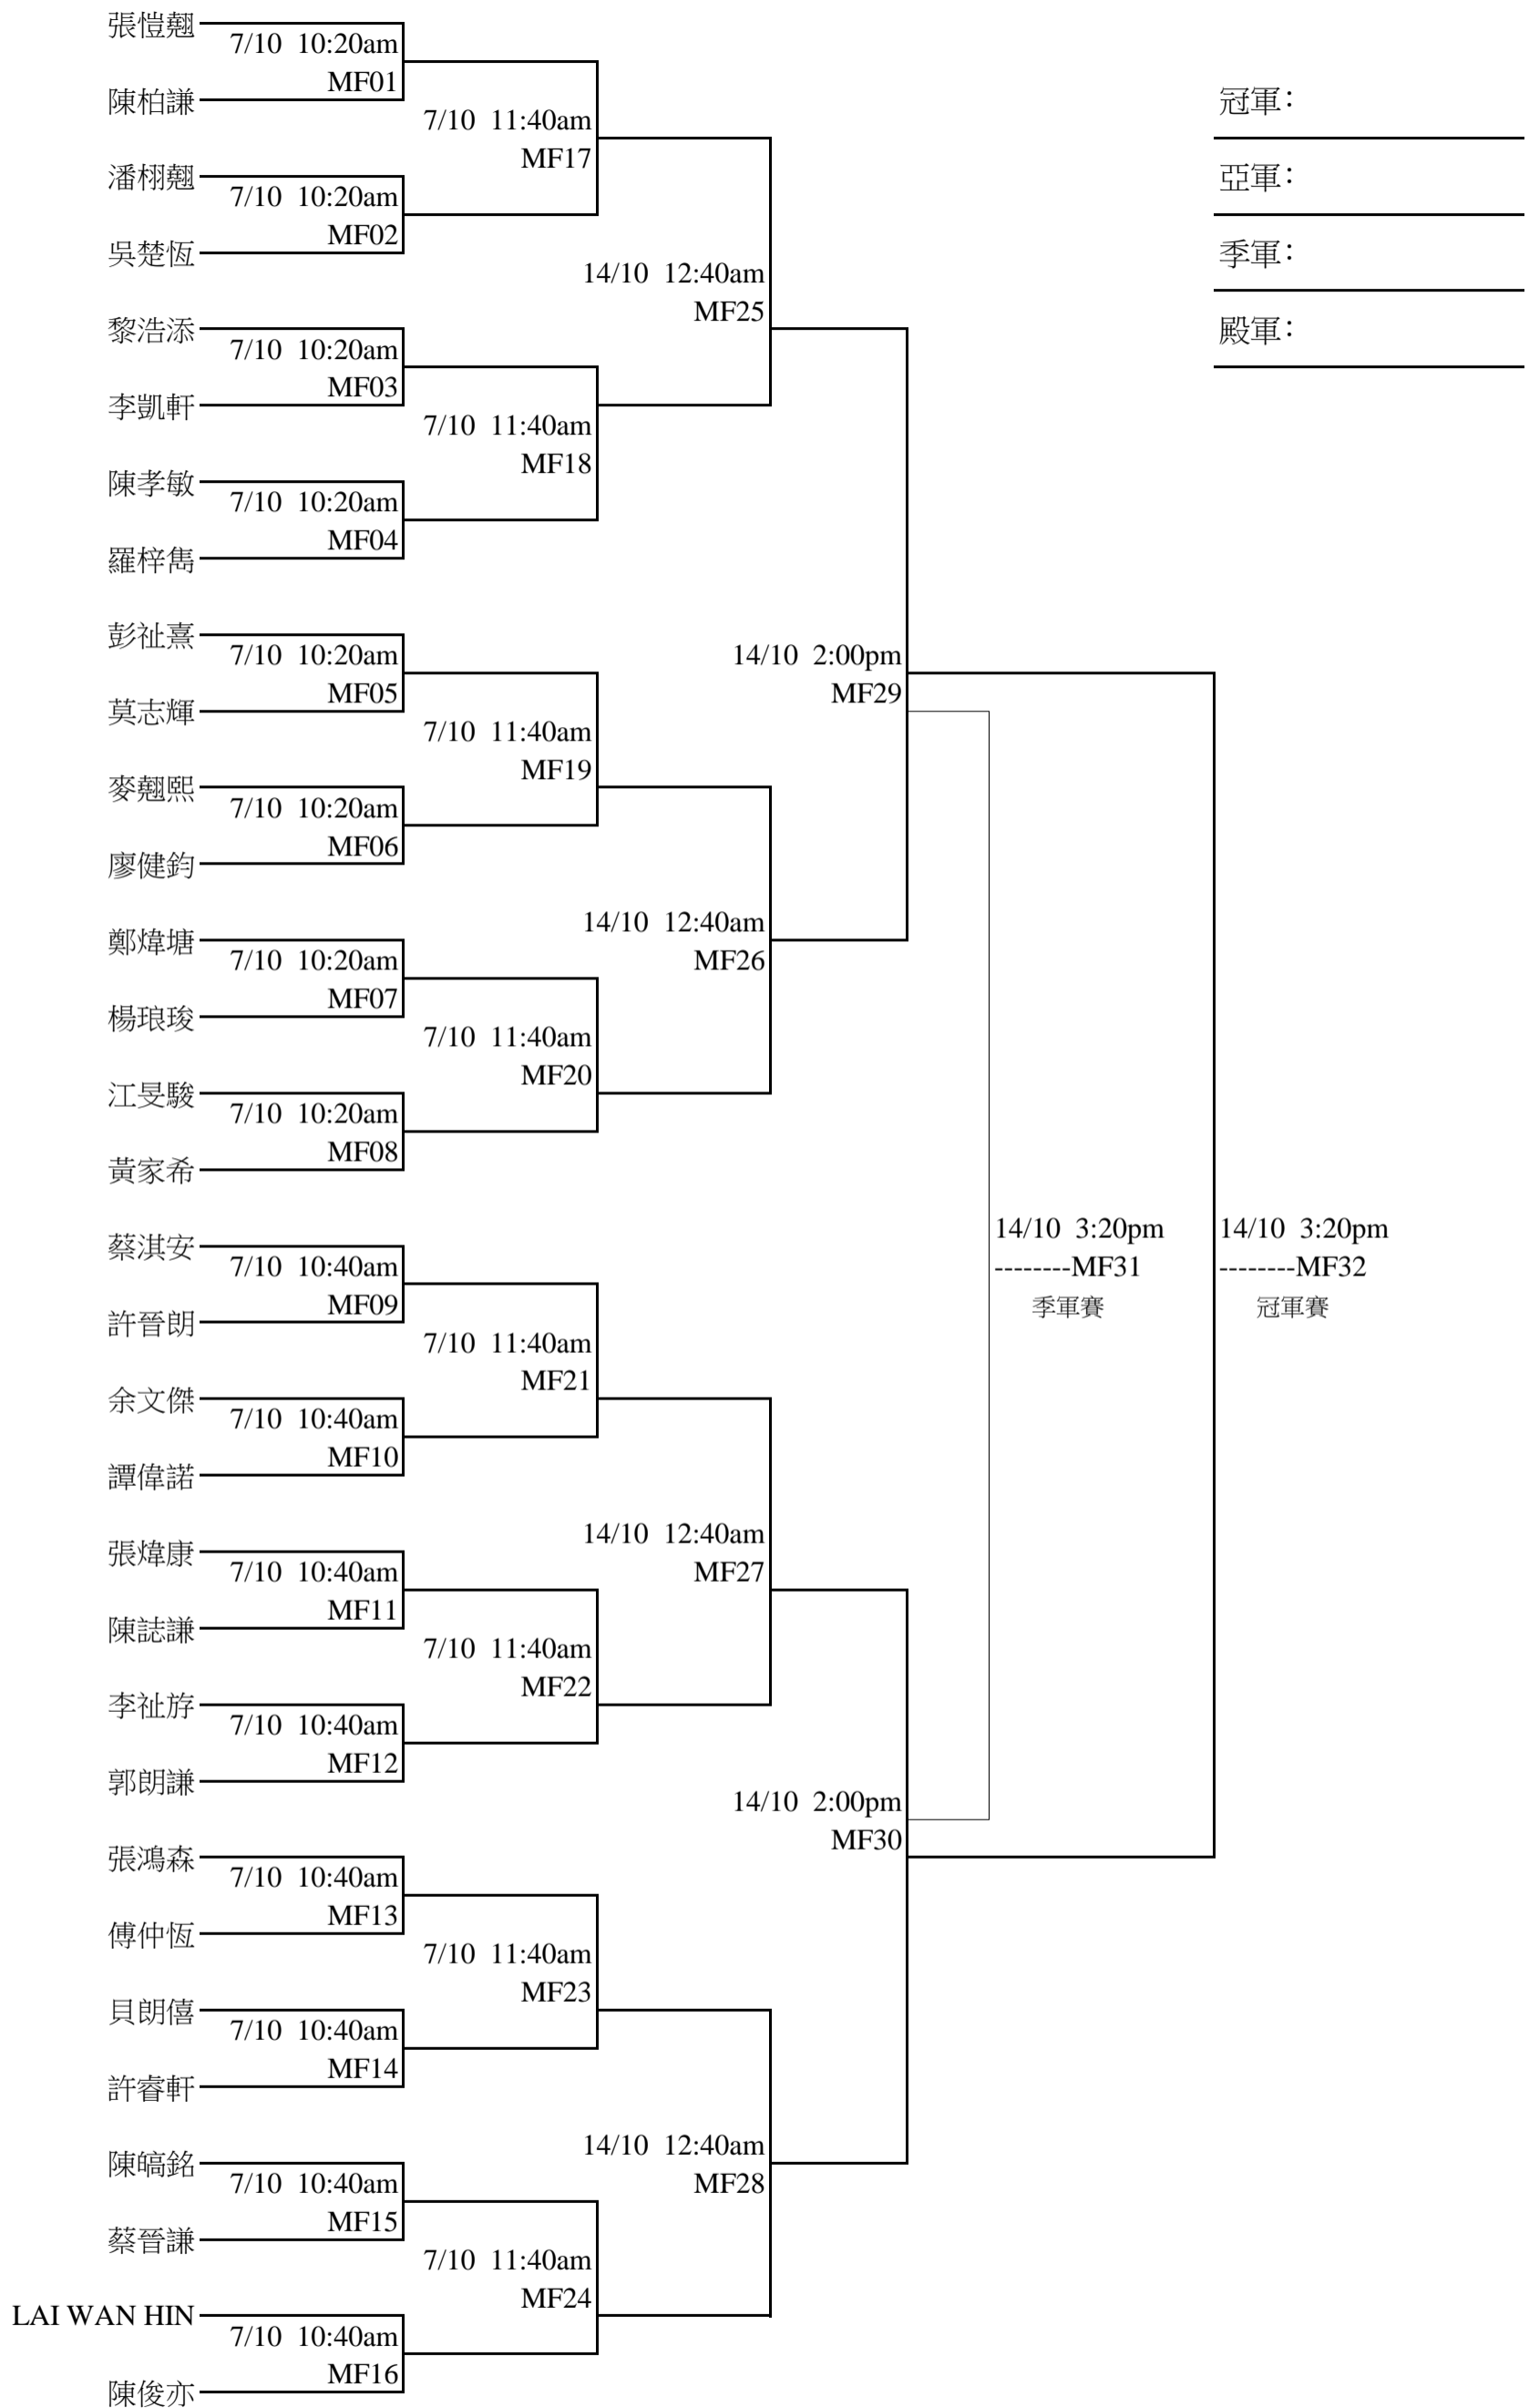 張愷翹
7/10 10:20am
MF01
陳柏謙
7/10 11:40am
MF17
潘栩翹
7/10 10:20am
MF02
吳楚恆
14/10 12:40am
MF25
黎浩添
7/10 10:20am
MF03
李凱軒
7/10 11:40am
MF18
陳孝敏
7/10 10:20am
MF04
羅梓雋
彭祉熹
7/10 10:20am
MF05
莫志輝
7/10 11:40am
MF19
麥翹熙
7/10 10:20am
MF06
廖健鈞
14/10 12:40am
MF26
鄭煒塘
7/10 10:20am
MF07
楊琅琁
7/10 11:40am
MF20
江旻駿
7/10 10:20am
MF08
黃家希
14/10 2:00pm
MF29
蔡淇安
7/10 10:40am
MF09
許晉朗
7/10 11:40am
MF21
余文傑
7/10 10:40am
MF10
譚偉諾
14/10 12:40am
MF27
張煒康
7/10 10:40am
MF11
陳誌謙
7/10 11:40am
MF22
李祉斿
7/10 10:40am
MF12
郭朗謙
14/10 2:00pm
MF30
張鴻森
7/10 10:40am
MF13
傅仲恆
7/10 11:40am
MF23
貝朗僖
7/10 10:40am
MF14
許睿軒
14/10 12:40am
MF28
陳皜銘
7/10 10:40am
MF15
蔡晉謙
7/10 11:40am
MF24
LAI WAN HIN
7/10 10:40am
MF16
陳俊亦
14/10 3:20pm
--------MF31
季軍賽
14/10 3:20pm
--------MF32
冠軍賽
冠軍：
亞軍：
季軍：
殿軍：